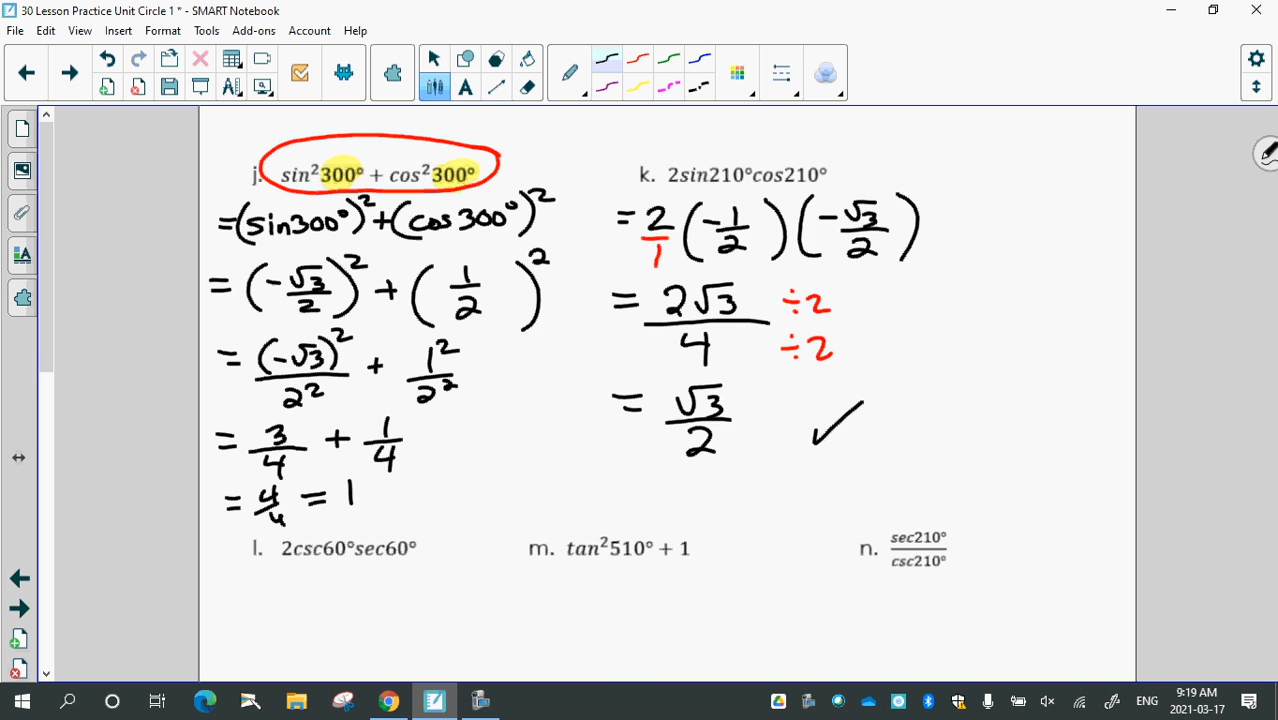 30 Lesson Practice Unit Circle 1 * - SMART Notebook
File Edit View Insert Format Tools Add-ons Account Help
j. sin²300° + cos²300°
= (sin300°)² + (cos300°)²
= (-√3/2)² + (1/2)²
= (-√3)²/2² + 1²/2²
= 3/4 + 1/4
= 4/4 = 1
k. 2sin210°cos210°
= 2/1 (-1/2) (-√3/2)
= 2√3/4 ÷2 ÷2
= √3/2 ✓
l. 2csc60°sec60°
m. tan²510° + 1
n. sec210°/csc210°
ENG
9:19 AM
2021-03-17